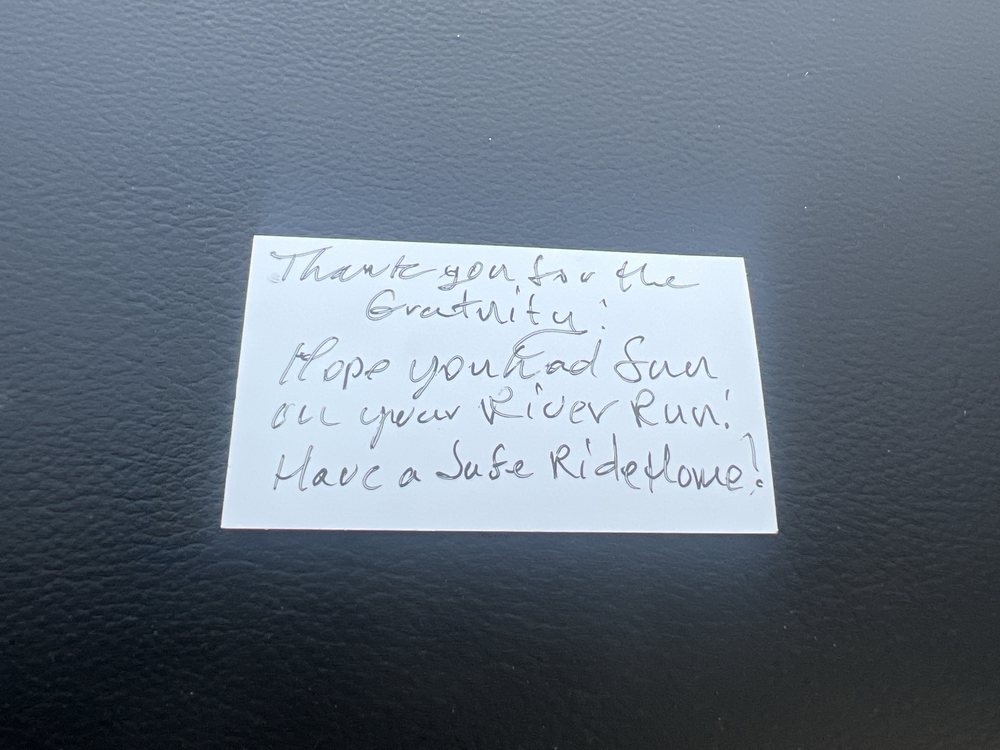 Thank you for the
Gratuity!
Hope you had fun
on your River Run!
Have a Safe Ride Home!